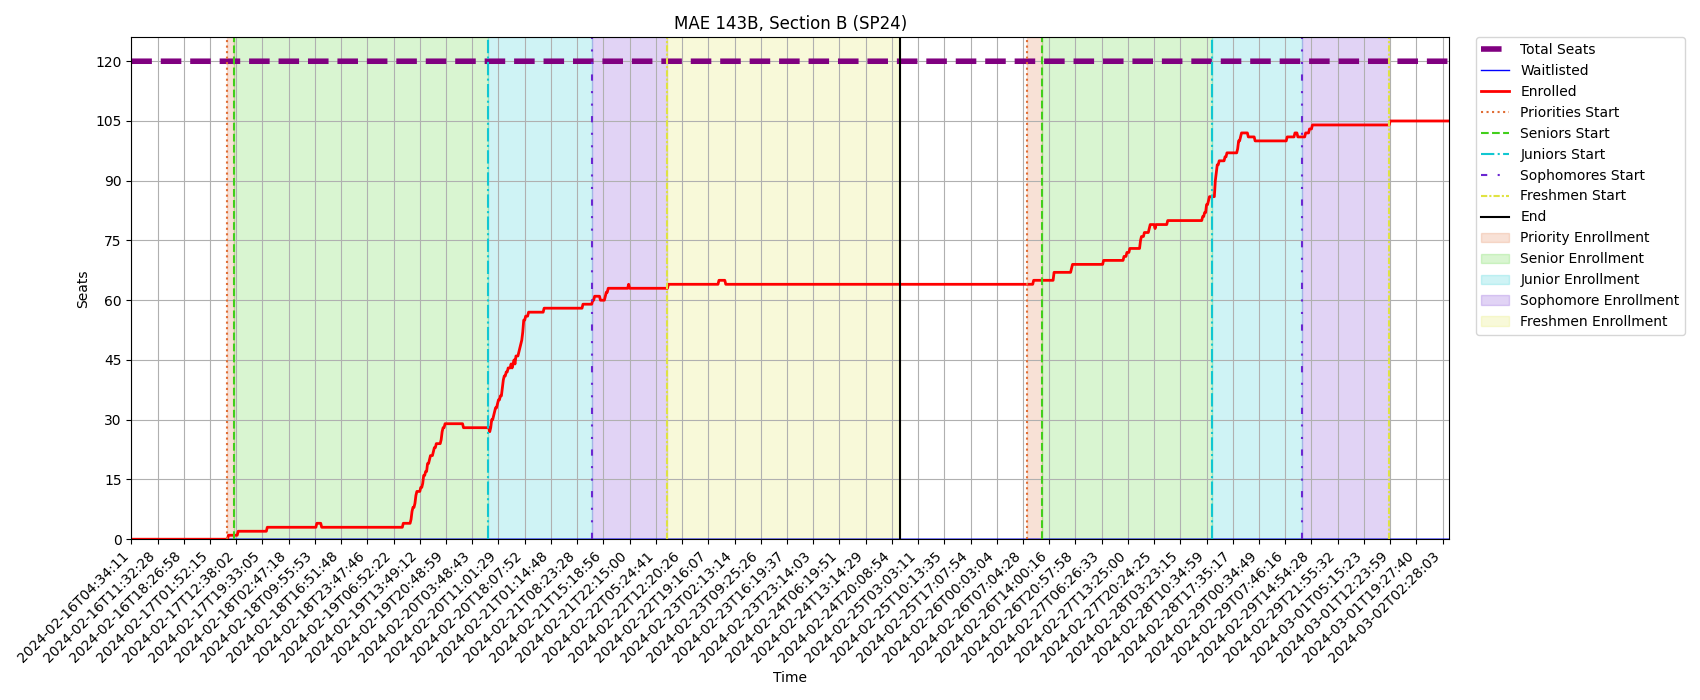 MAE 143B, Section B (SP24)
Total Seats
Waitlisted
Enrolled
Priorities Start
Seniors Start
Juniors Start
Sophomores Start
Freshmen Start
End
Priority Enrollment
Senior Enrollment
Junior Enrollment
Sophomore Enrollment
Freshmen Enrollment
Seats
120
105
90
75
60
45
30
15
0
2024-02-16T04:34:11
2024-02-16T11:32:28
2024-02-16T18:26:58
2024-02-17T01:52:15
2024-02-17T12:38:02
2024-02-17T19:33:05
2024-02-18T02:47:18
2024-02-18T09:55:53
2024-02-18T16:51:48
2024-02-18T23:47:46
2024-02-19T06:52:22
2024-02-19T13:49:12
2024-02-19T20:48:59
2024-02-20T03:48:43
2024-02-20T11:01:29
2024-02-20T18:07:52
2024-02-21T01:14:48
2024-02-21T08:23:28
2024-02-21T15:18:56
2024-02-21T22:15:00
2024-02-22T05:24:41
2024-02-22T12:20:26
2024-02-22T19:16:07
2024-02-23T02:13:14
2024-02-23T09:25:26
2024-02-23T16:19:37
2024-02-23T23:14:03
2024-02-24T06:19:51
2024-02-24T13:14:29
2024-02-24T20:08:54
2024-02-25T03:03:11
2024-02-25T10:13:35
2024-02-25T17:07:54
2024-02-26T00:03:04
2024-02-26T07:04:28
2024-02-26T14:00:16
2024-02-26T20:57:58
2024-02-27T06:26:33
2024-02-27T13:25:00
2024-02-27T20:24:25
2024-02-28T03:23:15
2024-02-28T10:34:59
2024-02-28T17:35:17
2024-02-29T00:34:49
2024-02-29T07:46:16
2024-02-29T14:54:28
2024-02-29T21:55:32
2024-03-01T05:15:23
2024-03-01T12:23:59
2024-03-01T19:27:40
2024-03-02T02:28:03
Time